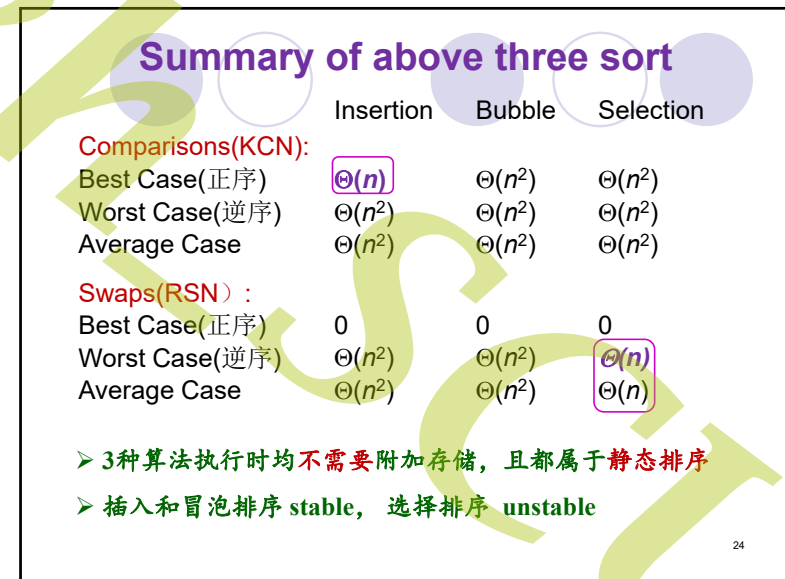 Summary of above three sort
Insertion Bubble Selection
Comparisons(KCN):
Best Case(正序) Θ(n) Θ(n²) Θ(n²)
Worst Case(逆序) Θ(n²) Θ(n²) Θ(n²)
Average Case Θ(n²) Θ(n²) Θ(n²)
Swaps(RSN）:
Best Case(正序) 0 0 0
Worst Case(逆序) Θ(n²) Θ(n²) Θ(n)
Average Case Θ(n²) Θ(n²) Θ(n)
➢ 3种算法执行时均不需要附加存储，且都属于静态排序
➢ 插入和冒泡排序 stable， 选择排序 unstable
24